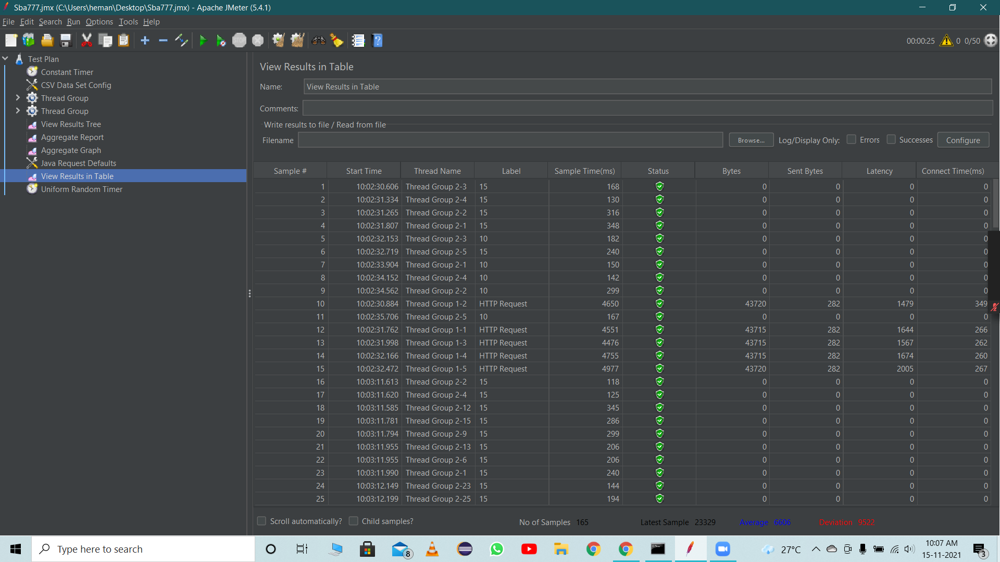 Sba777.jmx (C:\Users\heman\Desktop\Sba777.jmx) - Apache JMeter (5.4.1)
File Edit Search Run Options Tools Help
STOP
00:00:25 0 0/50
Test Plan
Constant Timer
CSV Data Set Config
Thread Group
Thread Group
View Results Tree
Aggregate Report
Aggregate Graph
Java Request Defaults
View Results in Table
Uniform Random Timer
View Results in Table
Name: View Results in Table
Comments:
Write results to file / Read from file
Filename Browse... Log/Display Only: Errors Successes Configure
Sample # Start Time Thread Name Label Sample Time(ms) Status Bytes Sent Bytes Latency Connect Time(ms)
1 10:02:30.606 Thread Group 2-3 15 168 0 0 0 0
2 10:02:31.334 Thread Group 2-4 15 130 0 0 0 0
3 10:02:31.265 Thread Group 2-2 15 316 0 0 0 0
4 10:02:31.807 Thread Group 2-1 15 348 0 0 0 0
5 10:02:32.153 Thread Group 2-3 10 182 0 0 0 0
6 10:02:32.719 Thread Group 2-5 15 240 0 0 0 0
7 10:02:33.904 Thread Group 2-1 10 150 0 0 0 0
8 10:02:34.152 Thread Group 2-4 10 142 0 0 0 0
9 10:02:34.562 Thread Group 2-2 10 299 0 0 0 0
10 10:02:30.884 Thread Group 1-2 HTTP Request 4650 43720 282 1479 349
11 10:02:35.706 Thread Group 2-5 10 167 0 0 0 0
12 10:02:31.762 Thread Group 1-1 HTTP Request 4551 43715 282 1644 266
13 10:02:31.998 Thread Group 1-3 HTTP Request 4476 43715 282 1567 262
14 10:02:32.166 Thread Group 1-4 HTTP Request 4755 43715 282 1674 260
15 10:02:32.472 Thread Group 1-5 HTTP Request 4977 43720 282 2005 267
16 10:03:11.613 Thread Group 2-2 15 118 0 0 0 0
17 10:03:11.620 Thread Group 2-4 15 125 0 0 0 0
18 10:03:11.585 Thread Group 2-12 15 345 0 0 0 0
19 10:03:11.781 Thread Group 2-15 15 286 0 0 0 0
20 10:03:11.794 Thread Group 2-9 15 299 0 0 0 0
21 10:03:11.955 Thread Group 2-13 15 206 0 0 0 0
22 10:03:11.955 Thread Group 2-6 15 206 0 0 0 0
23 10:03:11.990 Thread Group 2-1 15 240 0 0 0 0
24 10:03:12.149 Thread Group 2-23 15 144 0 0 0 0
25 10:03:12.199 Thread Group 2-25 15 194 0 0 0 0
Scroll automatically? Child samples? No of Samples 165 Latest Sample 23329 Average 6606 Deviation 9522
Type here to search 8 27°C 10:07 AM
15-11-2021 3